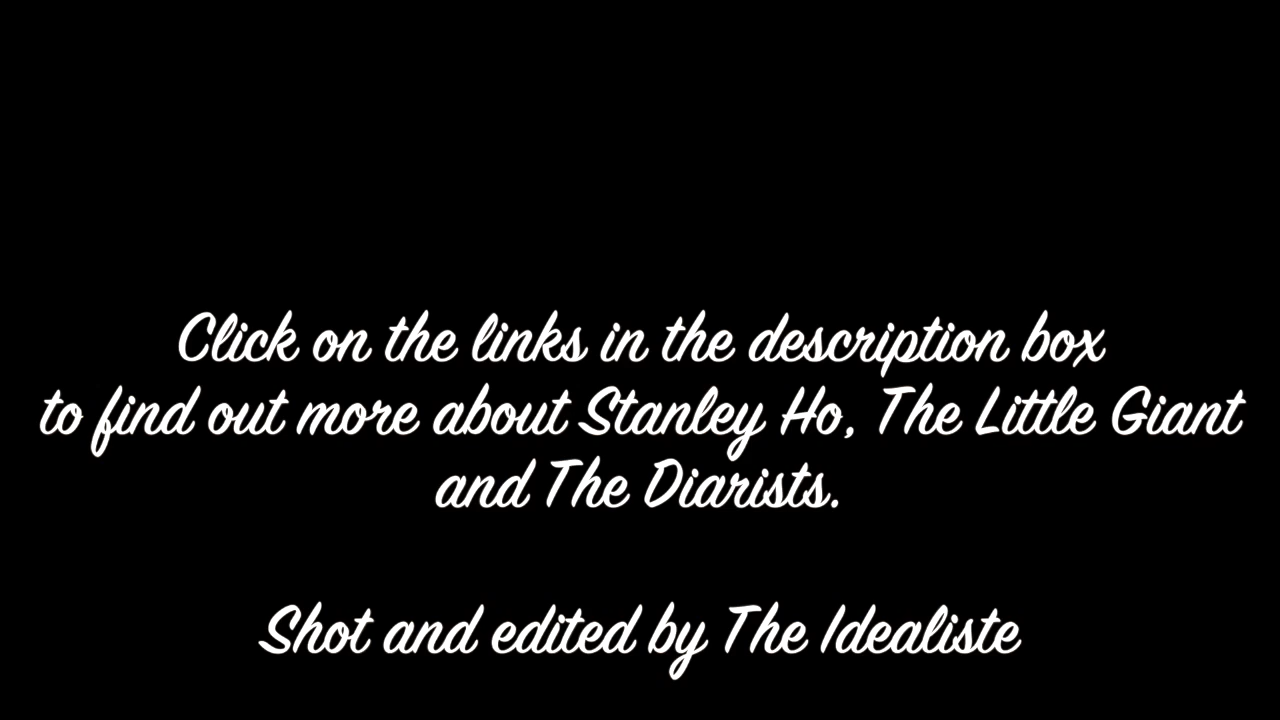 Click on the links in the description box
to find out more about Stanley Ho, The Little Giant
and The Diarists.
Shot and edited by The Idealiste